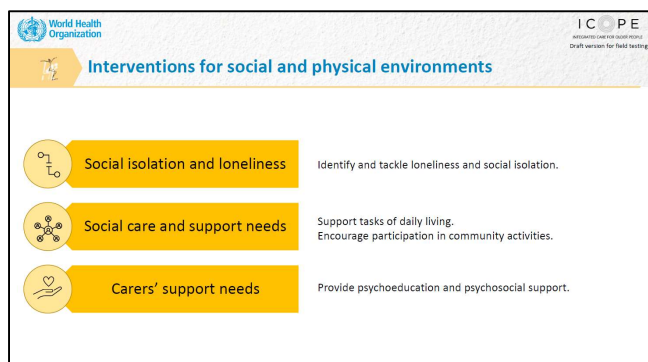 World Health
Organization
ICOPE
INTEGRATED CARE FOR OLDER PEOPLE
Draft version for field testing
Interventions for social and physical environments
Social isolation and loneliness
Identify and tackle loneliness and social isolation.
Social care and support needs
Support tasks of daily living.
Encourage participation in community activities.
Carers' support needs
Provide psychoeducation and psychosocial support.